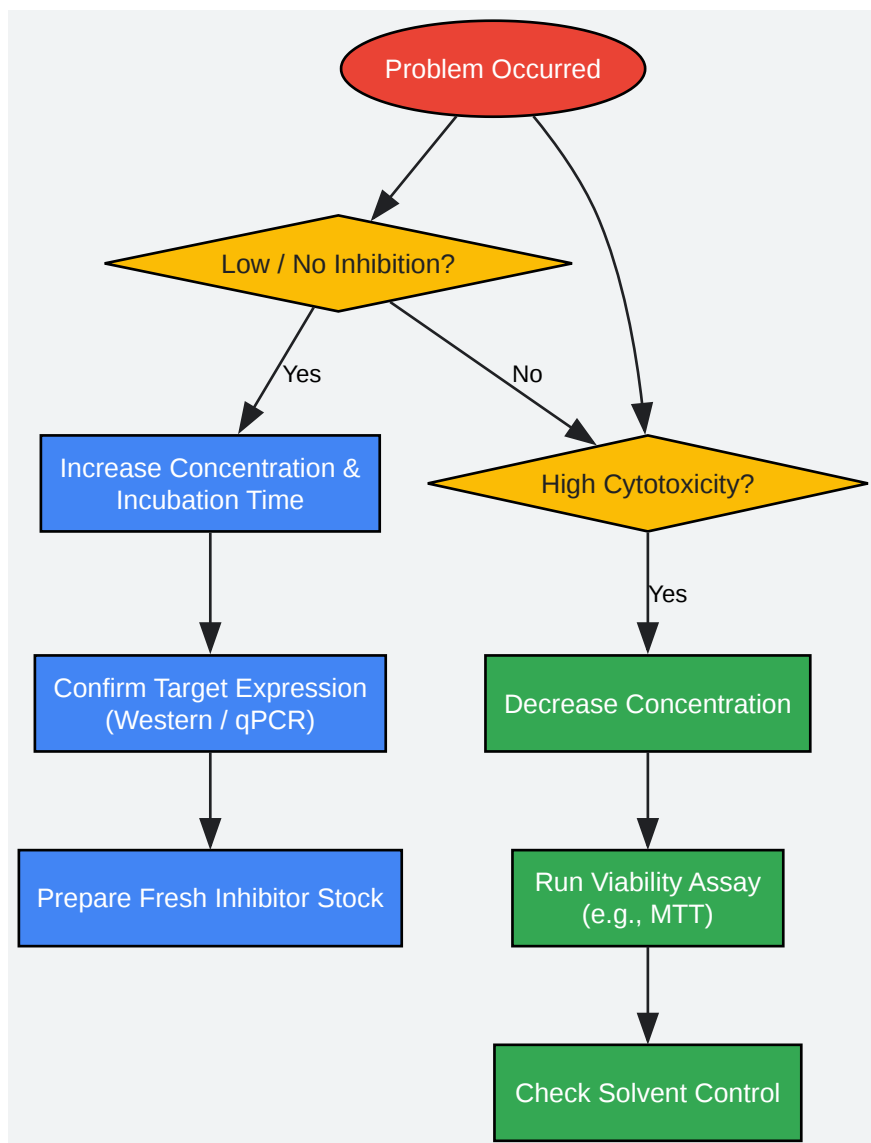 Problem Occurred
Low / No Inhibition?
Yes
No
Increase Concentration &
Incubation Time
High Cytotoxicity?
Yes
Confirm Target Expression
(Western / qPCR)
Decrease Concentration
Prepare Fresh Inhibitor Stock
Run Viability Assay
(e.g., MTT)
Check Solvent Control